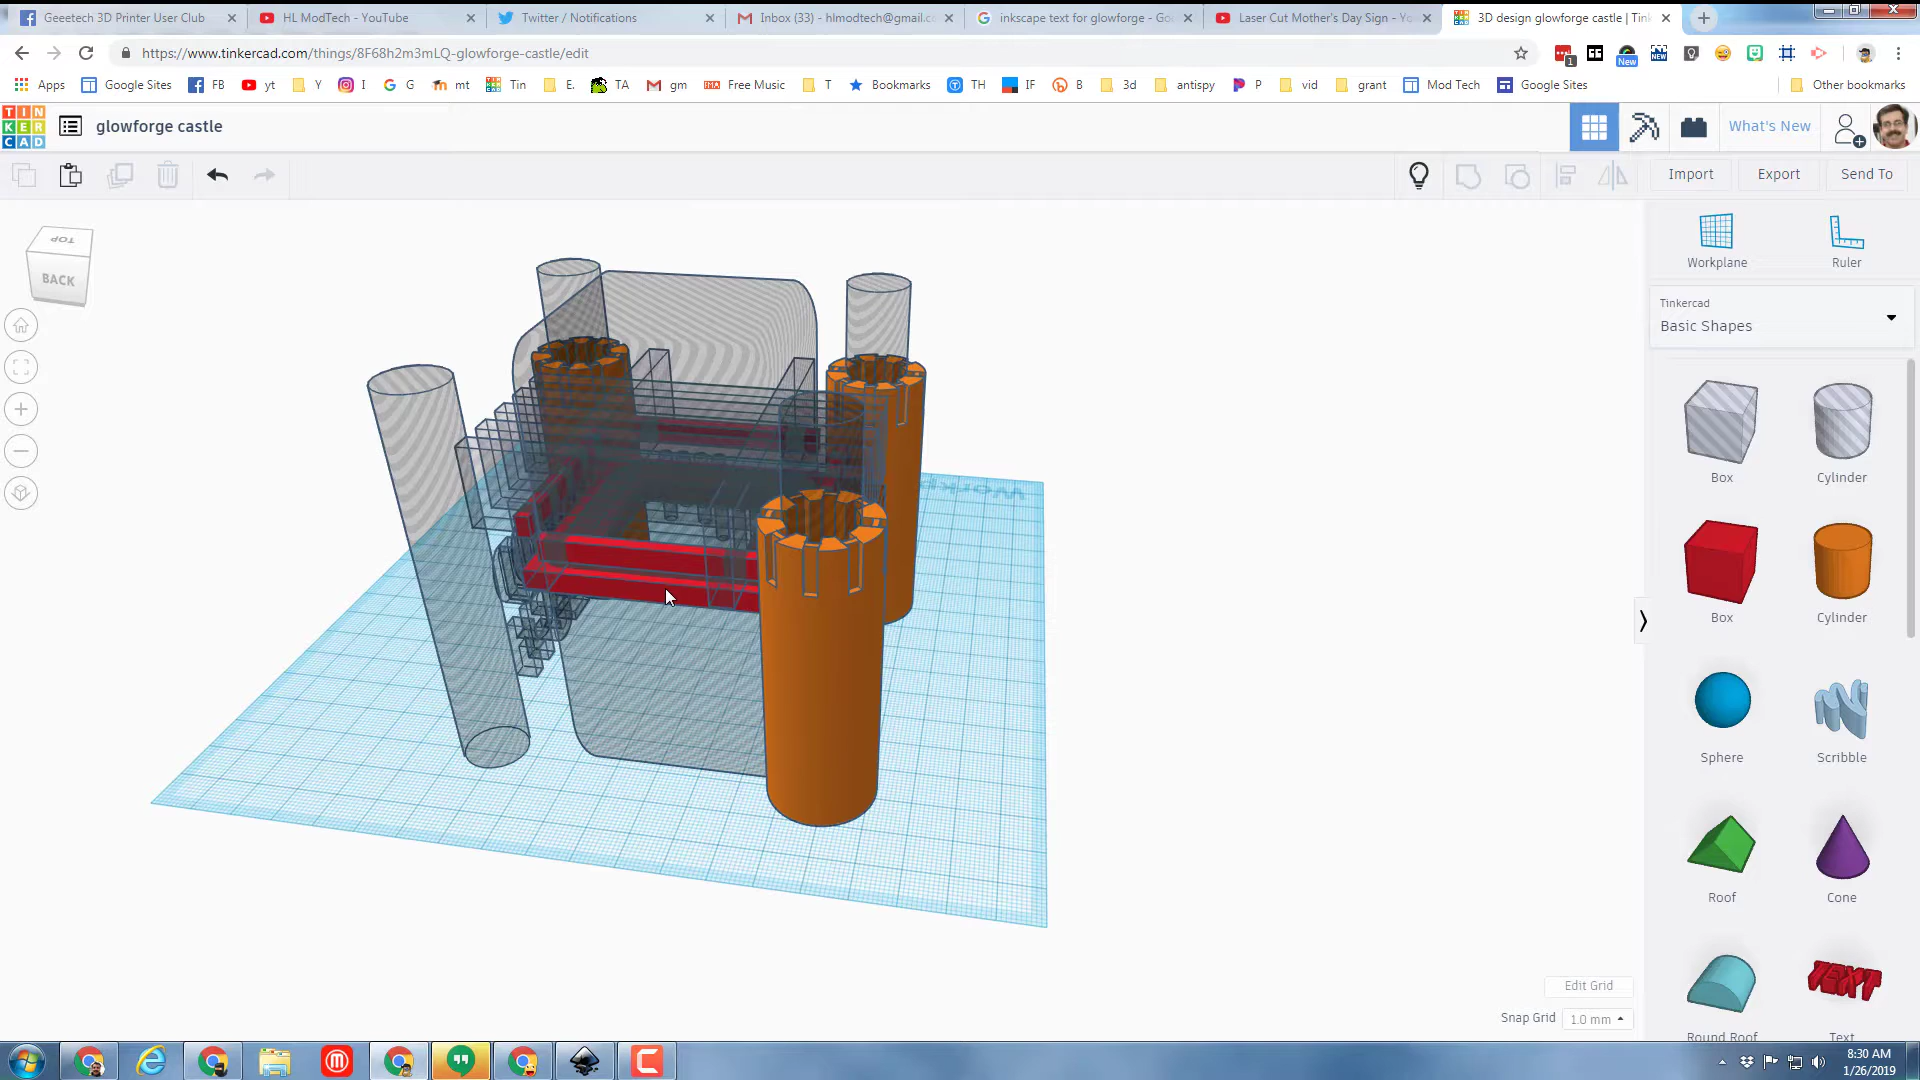 Geeetech 3D Printer User Club
HL ModTech - YouTube
Twitter / Notifications
Inbox (33) - hlmodtech@gmail.c
inkscape text for glowforge - Go
Laser Cut Mother's Day Sign - Yo
3D design glowforge castle | Tin
https://www.tinkercad.com/things/8F68h2m3mLQ-glowforge-castle/edit
1
New
NEW
Apps
Google Sites
FB
yt
Y
I
G
mt
Tin
E.
TA
gm
Free Music
T
Bookmarks
TH
IF
B
3d
antispy
P
vid
grant
Mod Tech
Google Sites
Other bookmarks
TIN
KER
CAD
glowforge castle
What's New
Import
Export
Send To
TOP
BACK
Workplane
Ruler
Tinkercad
Basic Shapes
Box
Cylinder
Box
Cylinder
Sphere
Scribble
Roof
Cone
TEXT
Round Roof
Text
Edit Grid
Snap Grid
1.0 mm
8:30 AM
1/26/2019